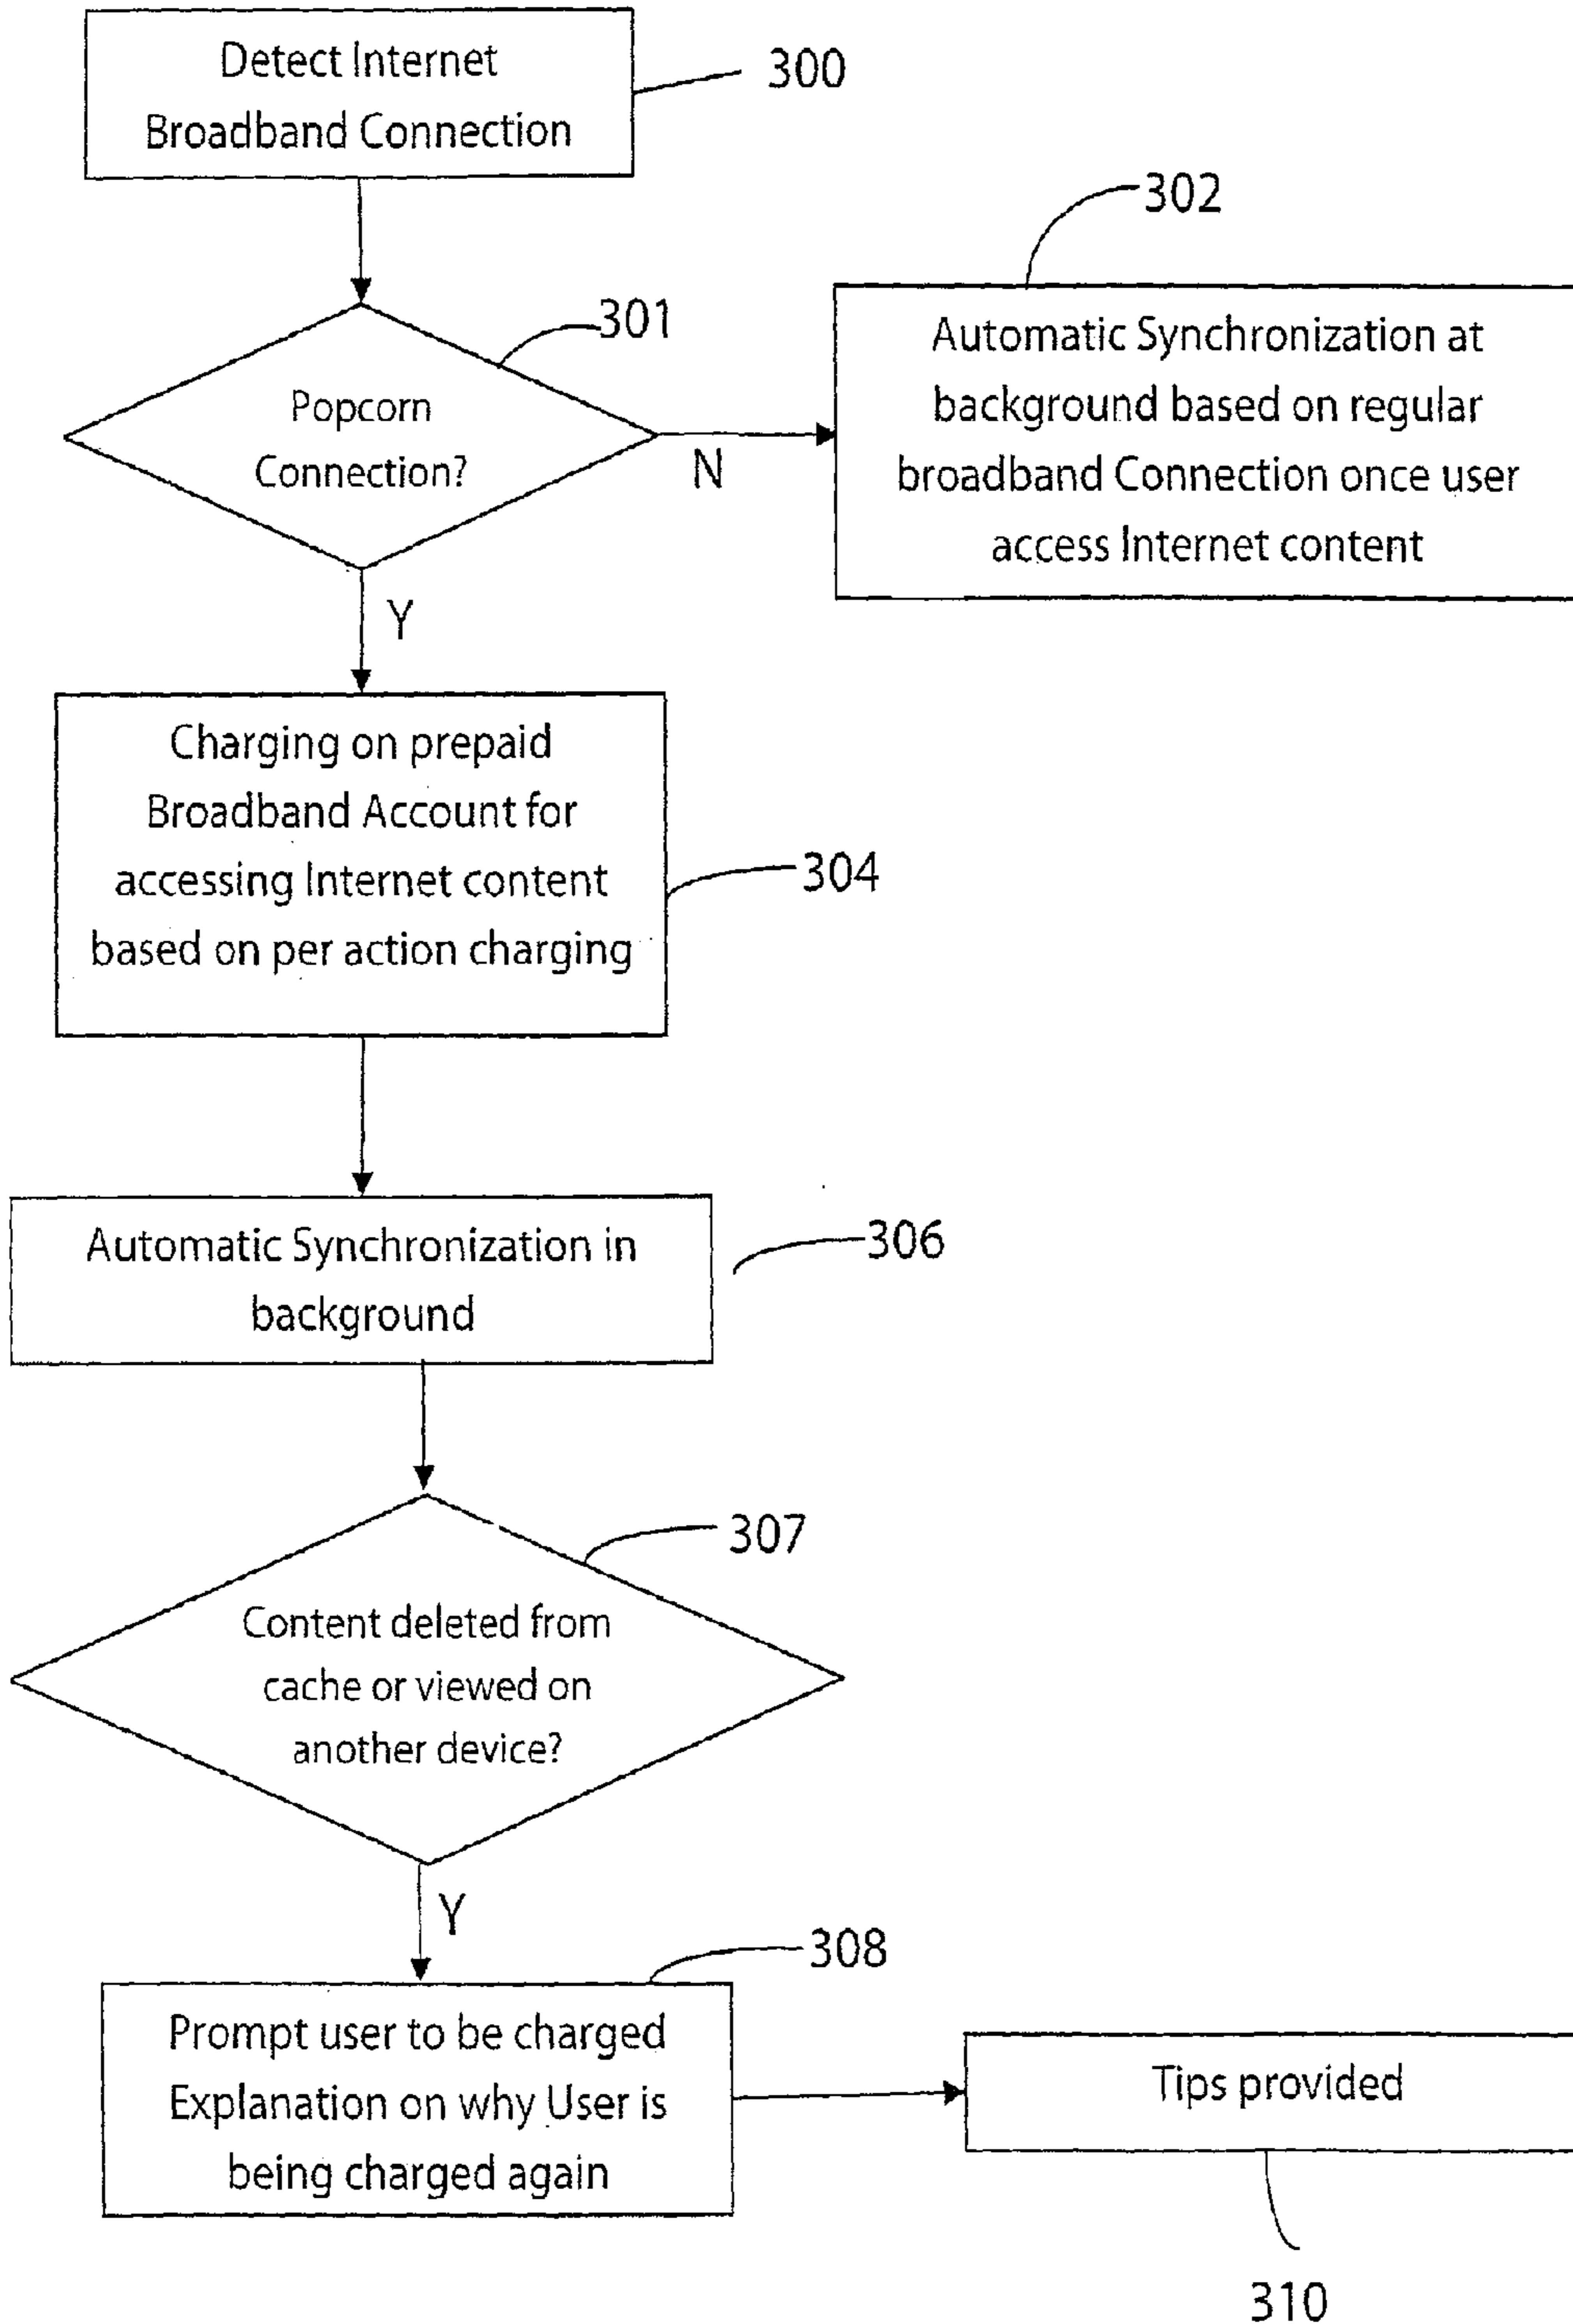 Detect Internet
Broadband Connection
300
302
301
Popcorn
Connection?
N
Automatic Synchronization at
background based on regular
broadband Connection once user
access Internet content
Y
Charging on prepaid
Broadband Account for
accessing Internet content
based on per action charging
304
Automatic Synchronization in
background
306
307
Content deleted from
cache or viewed on
another device?
Y
308
Prompt user to be charged
Explanation on why User is
being charged again
Tips provided
310